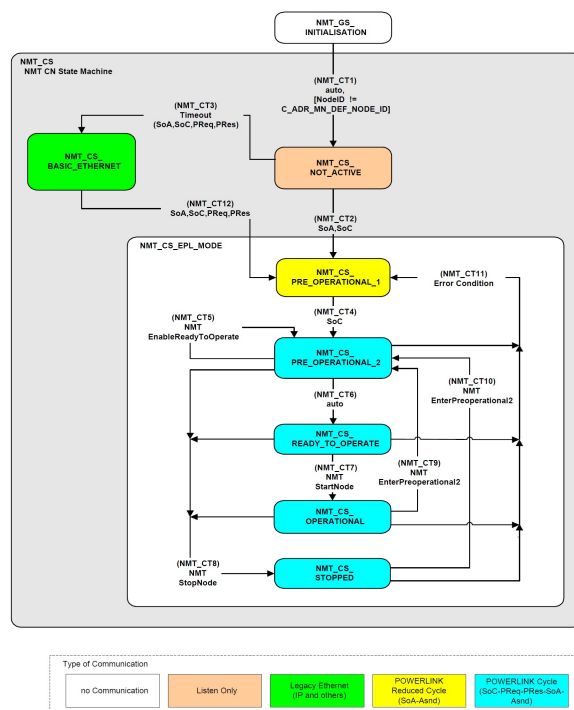 NMT_GS_
INITIALISATION
NMT_CS
NMT CN State Machine
(NMT_CT1)
auto,
[NodeID !=
C_ADR_MN_DEF_NODE_ID]
(NMT_CT3)
Timeout
(SoA,SoC,PReq,PRes)
NMT_CS_
BASIC_ETHERNET
NMT_CS_
NOT_ACTIVE
(NMT_CT12)
SoA,SoC,PReq,PRes
(NMT_CT2)
SoA,SoC
NMT_CS_EPL_MODE
NMT_CS_
PRE_OPERATIONAL_1
(NMT_CT11)
Error Condition
(NMT_CT4)
SoC
(NMT_CT5)
NMT
EnableReadyToOperate
NMT_CS_
PRE_OPERATIONAL_2
(NMT_CT10)
NMT
EnterPreoperational2
(NMT_CT6)
auto
NMT_CS_
READY_TO_OPERATE
(NMT_CT7)
NMT
StartNode
(NMT_CT9)
NMT
EnterPreoperational2
NMT_CS_
OPERATIONAL
(NMT_CT8)
NMT
StopNode
NMT_CS_
STOPPED
Type of Communication
no Communication
Listen Only
Legacy Ethernet
(IP and others)
POWERLINK
Reduced Cycle
(SoA-Asnd)
POWERLINK Cycle
(SoC-PReq-PRes-SoA-
Asnd)